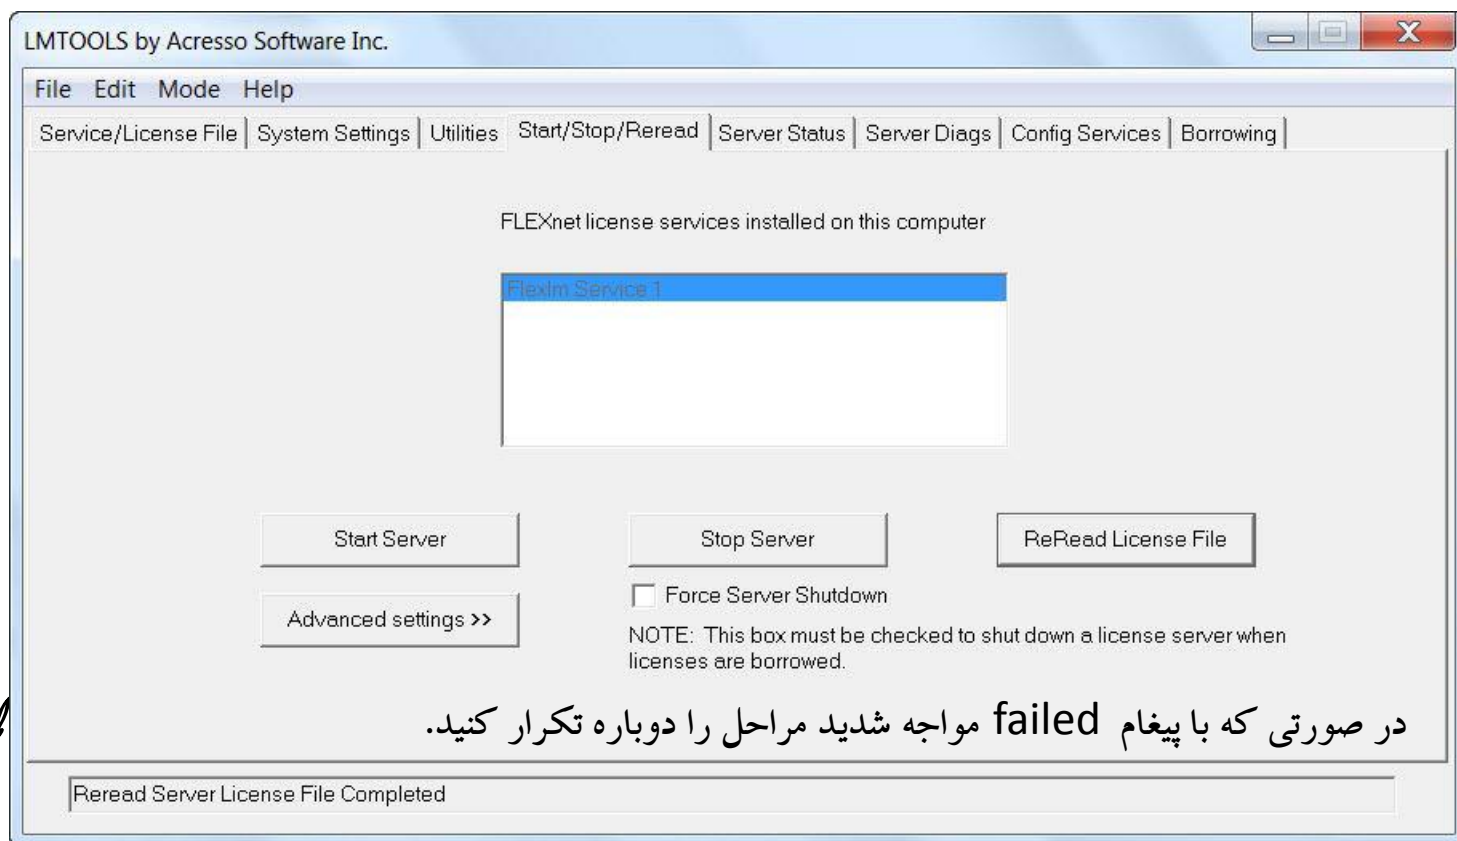 LMTOOLS by Acresso Software Inc.
File Edit Mode Help
Service/License File System Settings Utilities Start/Stop/Reread Server Status Server Diags Config Services Borrowing
FLEXnet license services installed on this computer
Flexlm Service 1
Start Server Stop Server ReRead License File
Advanced settings >>
Force Server Shutdown
NOTE: This box must be checked to shut down a license server when
licenses are borrowed.
در صورتی که با پیغام failed مواجه شدید مراحل را دوباره تکرار کنید.
Reread Server License File Completed